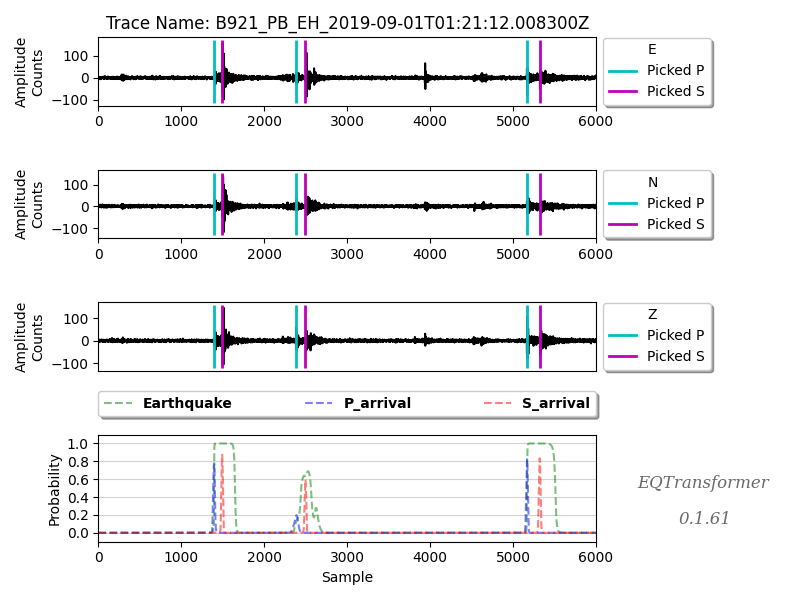 Trace Name: B921_PB_EH_2019-09-01T01:21:12.008300Z
Amplitude
Counts
100
0
−100
0 1000 2000 3000 4000 5000 6000
E
Picked P
Picked S
Amplitude
Counts
100
0
−100
0 1000 2000 3000 4000 5000 6000
N
Picked P
Picked S
Amplitude
Counts
100
0
−100
0 1000 2000 3000 4000 5000 6000
Z
Picked P
Picked S
Earthquake P_arrival S_arrival
Probability
1.0
0.8
0.6
0.4
0.2
0.0
0 1000 2000 3000 4000 5000 6000
Sample
EQTransformer
0.1.61